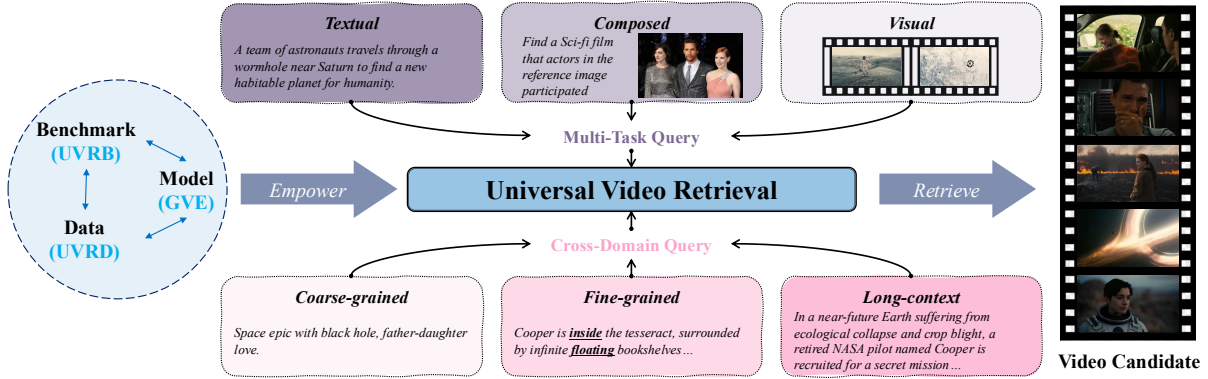 Textual
A team of astronauts travels through a
wormhole near Saturn to find a new
habitable planet for humanity.
Composed
Find a Sci-fi film
that actors in the
reference image
participated
Visual
Multi-Task Query
Benchmark
(UVRB)
Model
(GVE)
Data
(UVRD)
Empower
Universal Video Retrieval
Retrieve
Cross-Domain Query
Coarse-grained
Space epic with black hole, father-daughter
love.
Fine-grained
Cooper is inside the tesseract, surrounded
by infinite floating bookshelves…
Long-context
In a near-future Earth suffering from
ecological collapse and crop blight, a
retired NASA pilot named Cooper is
recruited for a secret mission…
Video Candidate